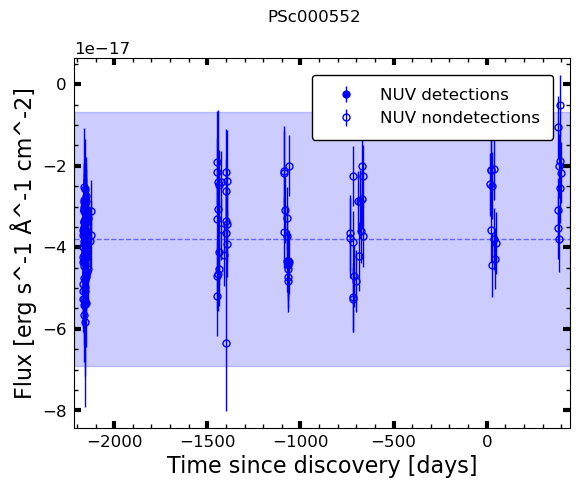 PSc000552
1e−17
NUV detections
NUV nondetections
0
−2
−4
−6
−8
Flux [erg s^-1 Å^-1 cm^-2]
−2000
−1500
−1000
−500
0
Time since discovery [days]